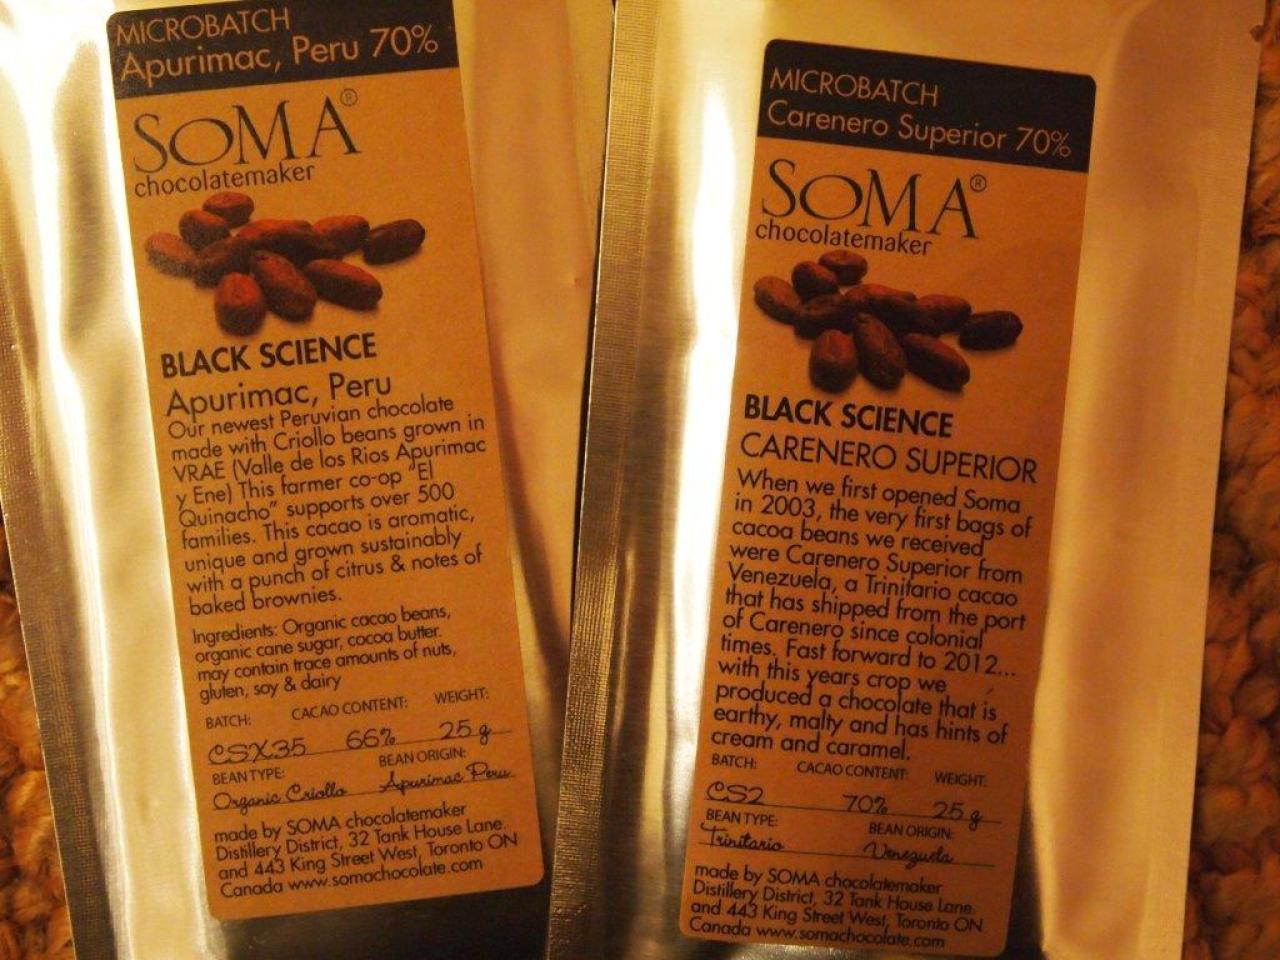 MICROBATCH
Apurimac, Peru 70%
SOMA®
chocolatemaker
BLACK SCIENCE
Apurimac, Peru
Our newest Peruvian chocolate
made with Criollo beans grown in
VRAE (Valle de los Rios Apurimac
y Ene) This farmer co-op "El
Quinacho" supports over 500
families. This cacao is aromatic,
unique and grown sustainably
with a punch of citrus & notes of
baked brownies.
Ingredients: Organic cacao beans,
organic cane sugar, cocoa butter.
may contain trace amounts of nuts,
gluten, soy & dairy
BATCH: CACAO CONTENT: WEIGHT:
CSX35 66% 25 g
BEAN TYPE: BEAN ORIGIN:
Organic Criollo Apurimac Peru
made by SOMA chocolatemaker
Distillery District, 32 Tank House Lane.
and 443 King Street West, Toronto ON
Canada www.somachocolate.com
MICROBATCH
Carenero Superior 70%
SOMA®
chocolatemaker
BLACK SCIENCE
CARENERO SUPERIOR
When we first opened Soma
in 2003, the very first bags of
cacoa beans we received
were Carenero Superior from
Venezuela, a Trinitario cacao
that has shipped from the port
of Carenero since colonial
times. Fast forward to 2012...
with this years crop we
produced a chocolate that is
earthy, malty and has hints of
cream and caramel.
BATCH: CACAO CONTENT: WEIGHT:
CS2 70% 25 g
BEAN TYPE: BEAN ORIGIN:
Trinitario Venezuela
made by SOMA chocolatemaker
Distillery District, 32 Tank House Lane.
and 443 King Street West, Toronto ON
Canada www.somachocolate.com